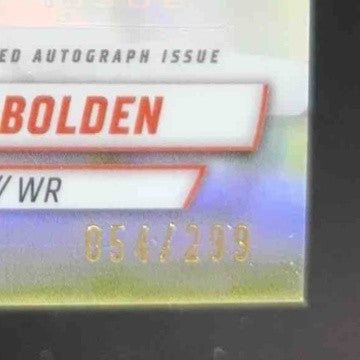 ED AUTOGRAPH ISSUE
BOLDEN
// WR
054/299